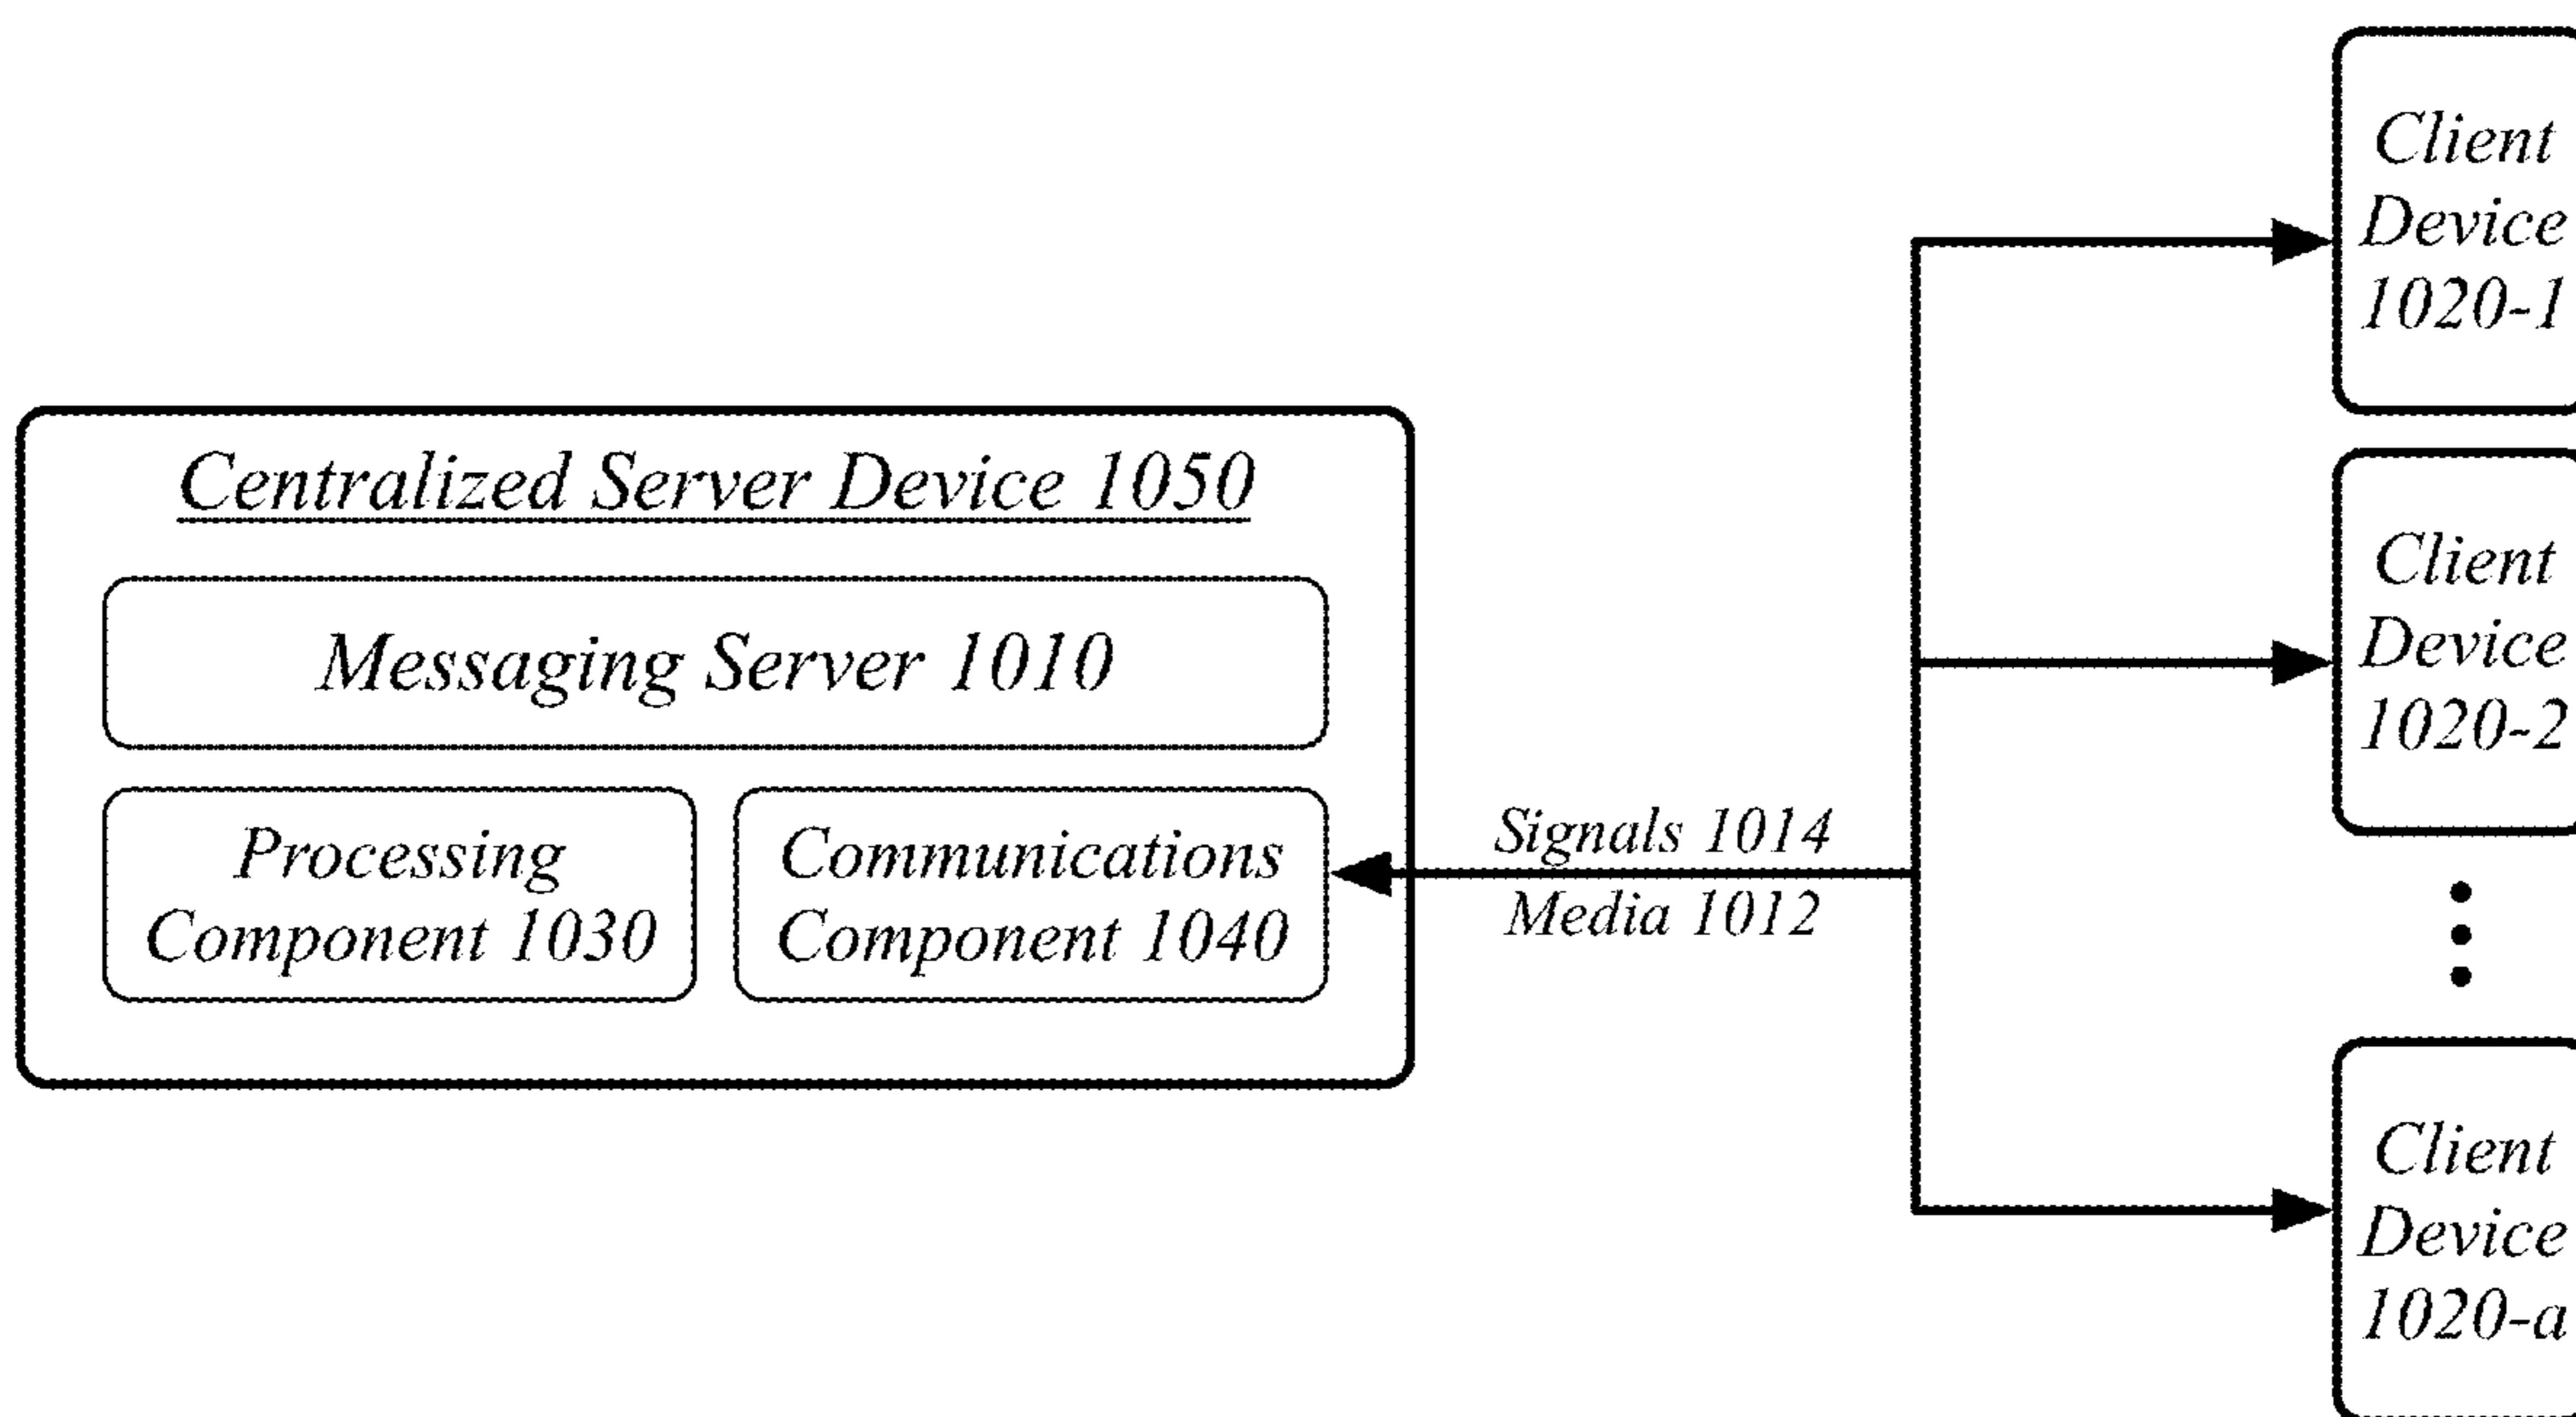 Centralized Server Device 1050
Messaging Server 1010
Processing
Component 1030
Communications
Component 1040
Signals 1014
Media 1012
Client
Device
1020-1
Client
Device
1020-2
Client
Device
1020-a